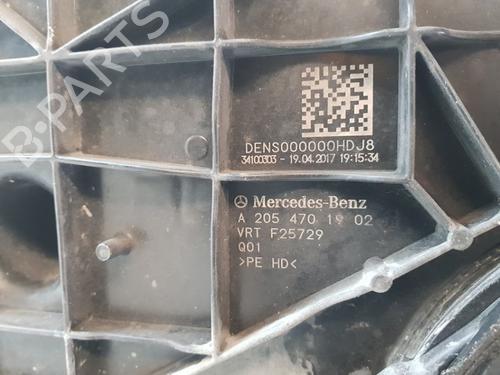 DENS000000HDJ8
34100303 - 19.04.2017 19:15:34
Mercedes-Benz
A 205 470 19 02
VRT F25729
Q01
>PE HD<
B-PARTS